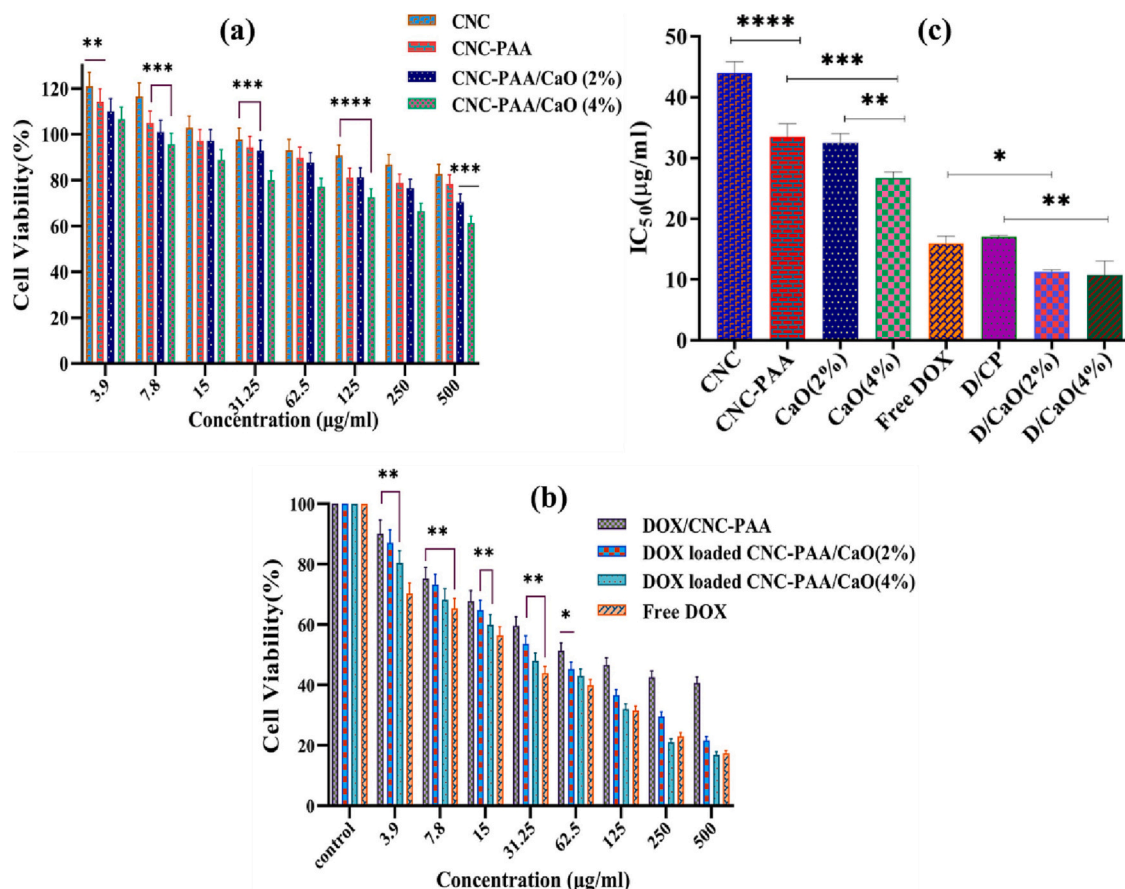 (a)
CNC
CNC-PAA
CNC-PAA/CaO (2%)
CNC-PAA/CaO (4%)
**
***
***
****
***
Cell Viability(%)
120
100
80
60
40
20
0
3.9
7.8
15
31.25
62.5
125
250
500
Concentration (µg/ml)
(c)
****
***
**
*
**
IC50(µg/ml)
50
40
30
20
10
0
CNC
CNC-PAA
CaO(2%)
CaO(4%)
Free DOX
D/CP
D/CaO(2%)
D/CaO(4%)
(b)
DOX/CNC-PAA
DOX loaded CNC-PAA/CaO(2%)
DOX loaded CNC-PAA/CaO(4%)
Free DOX
**
**
**
**
*
Cell Viability(%)
100
80
60
40
20
0
control
3.9
7.8
15
31.25
62.5
125
250
500
Concentration (µg/ml)